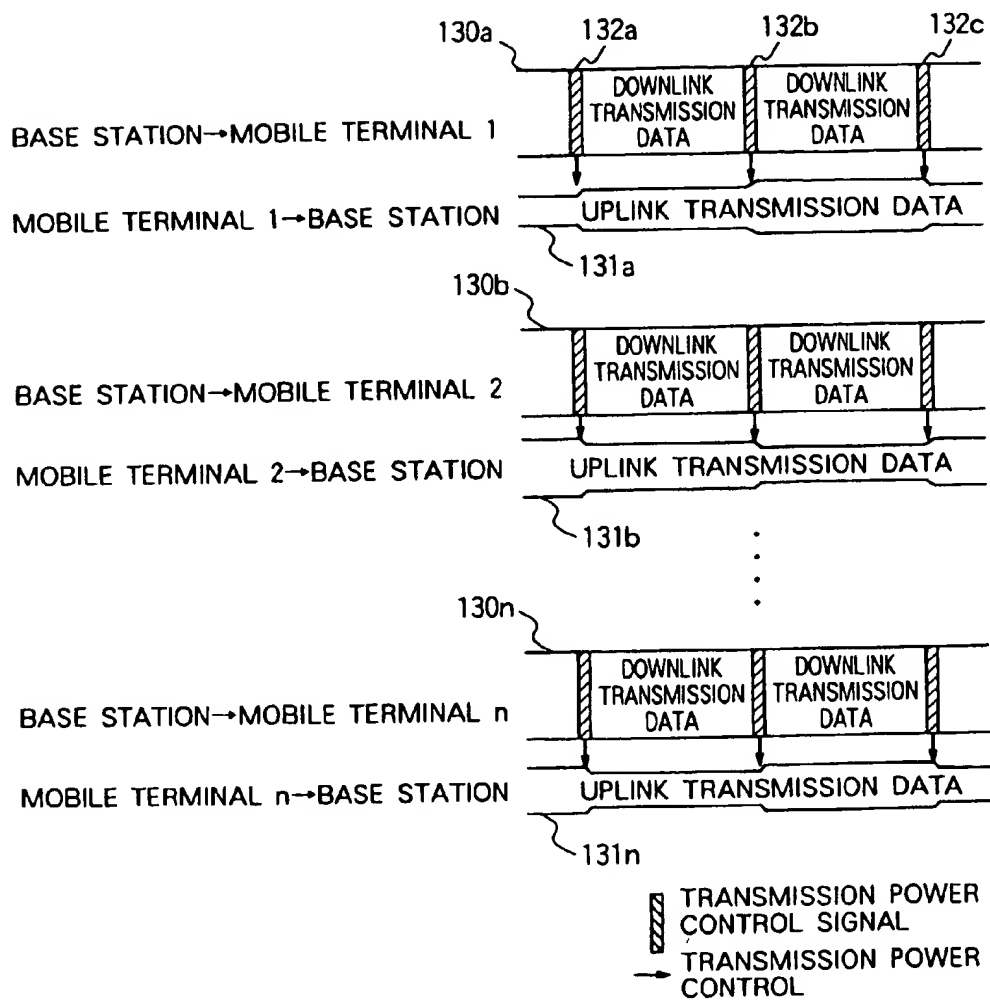 130a
132a
132b
132c
BASE STATION→MOBILE TERMINAL 1
DOWNLINK
TRANSMISSION
DATA
DOWNLINK
TRANSMISSION
DATA
MOBILE TERMINAL 1→BASE STATION
UPLINK TRANSMISSION DATA
131a
130b
BASE STATION→MOBILE TERMINAL 2
DOWNLINK
TRANSMISSION
DATA
DOWNLINK
TRANSMISSION
DATA
MOBILE TERMINAL 2→BASE STATION
UPLINK TRANSMISSION DATA
131b
130n
BASE STATION→MOBILE TERMINAL n
DOWNLINK
TRANSMISSION
DATA
DOWNLINK
TRANSMISSION
DATA
MOBILE TERMINAL n→BASE STATION
UPLINK TRANSMISSION DATA
131n
TRANSMISSION POWER
CONTROL SIGNAL
TRANSMISSION POWER
CONTROL